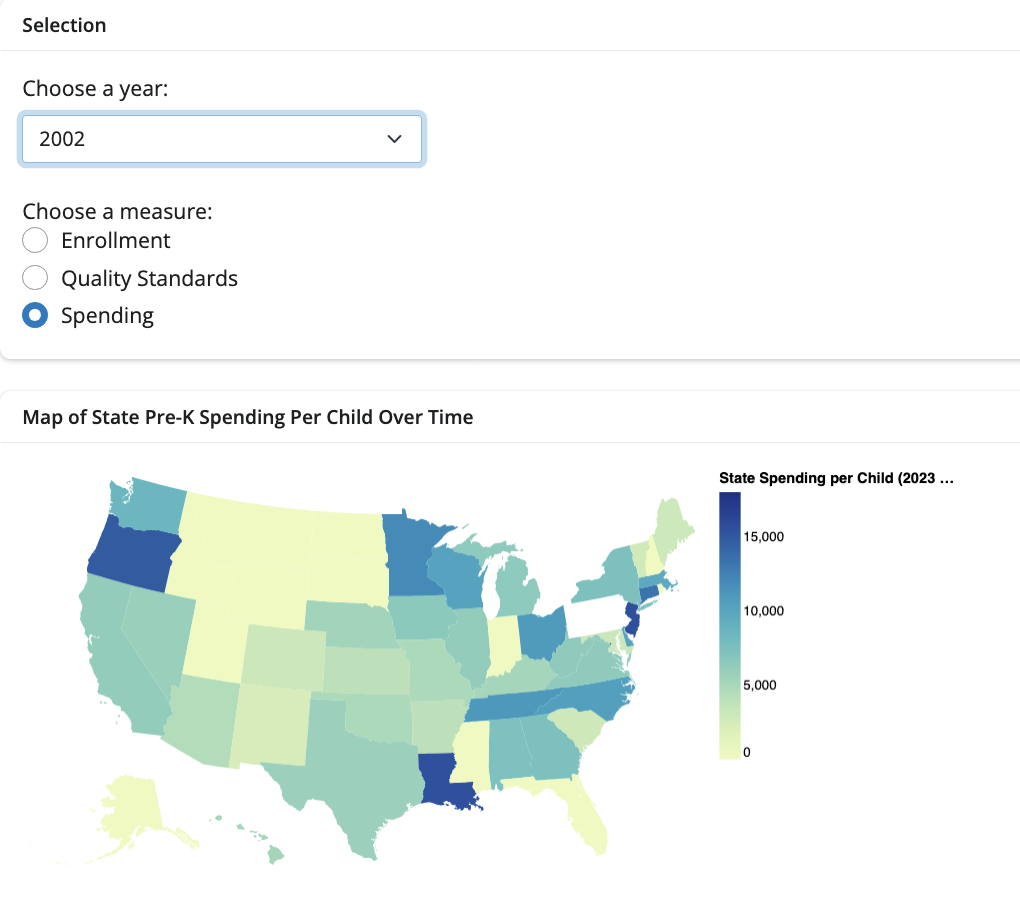 Selection
Choose a year:
2002
Choose a measure:
Enrollment
Quality Standards
Spending
Map of State Pre-K Spending Per Child Over Time
State Spending per Child (2023 ...
15,000
10,000
5,000
0